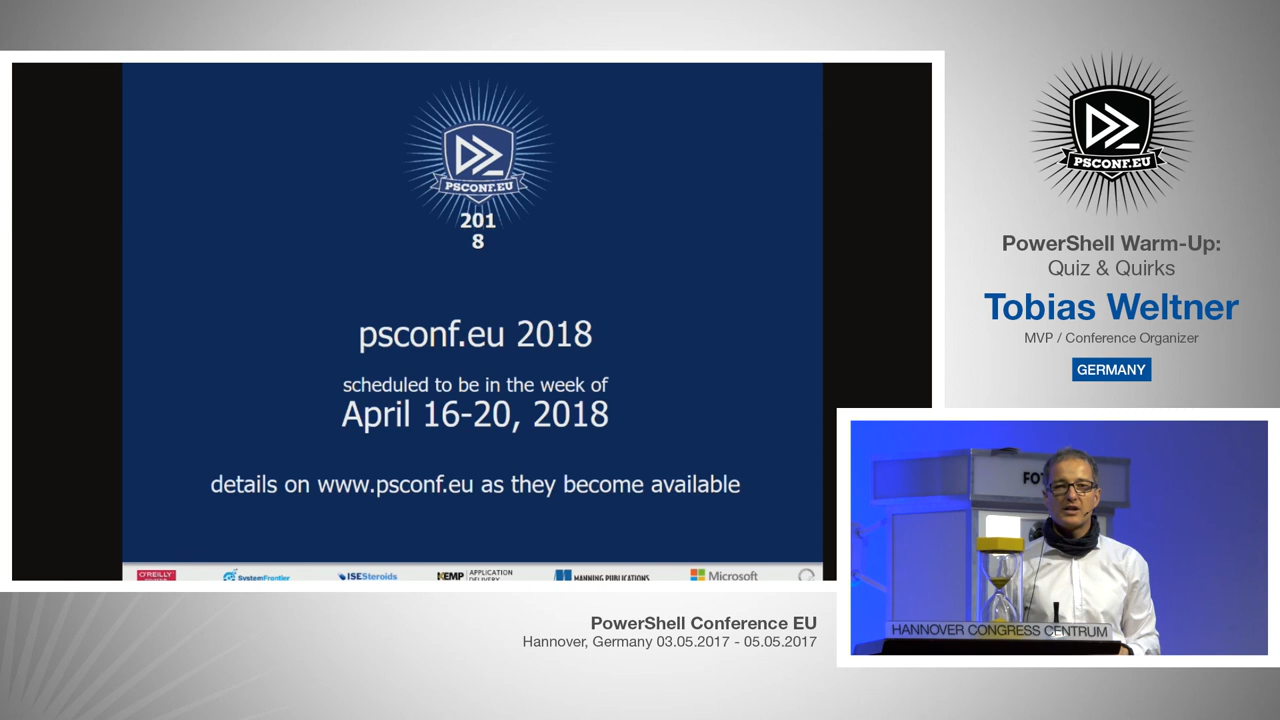 PSCONF.EU
201
8
psconf.eu 2018
scheduled to be in the week of
April 16-20, 2018
details on www.psconf.eu as they become available
O'REILLY
SystemFrontier
ISESteroids
KEMP APPLICATION
DELIVERY
MANNING PUBLICATIONS
Microsoft
PSCONF.EU
PowerShell Warm-Up:
Quiz & Quirks
Tobias Weltner
MVP / Conference Organizer
GERMANY
FOY
HANNOVER CONGRESS CENTRUM
PowerShell Conference EU
Hannover, Germany 03.05.2017 - 05.05.2017